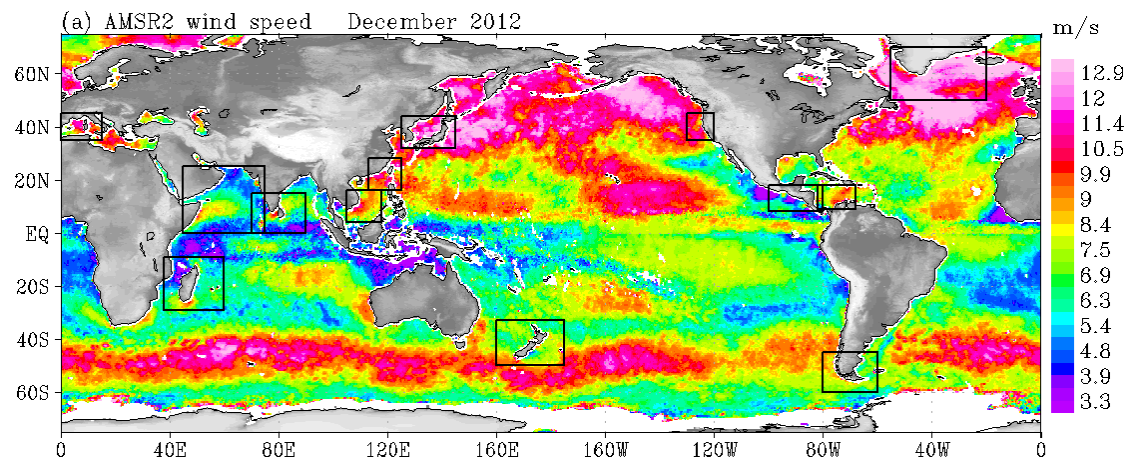 (a) AMSR2 wind speed December 2012
m/s
60N
40N
20N
EQ
20S
40S
60S
12.9
12
11.4
10.5
9.9
9
8.4
7.5
6.9
6.3
5.4
4.8
3.9
3.3
0 40E 80E 120E 160E 160W 120W 80W 40W 0